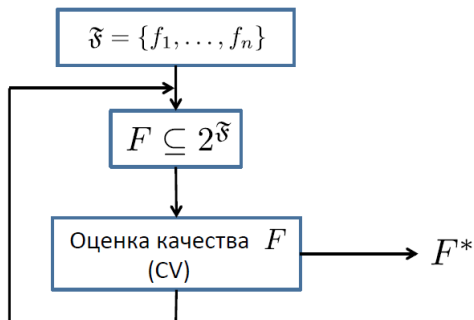 𝔉 = {f₁, . . . , fₙ}
F ⊆ 2^𝔉
Оценка качества F
(CV)
F*